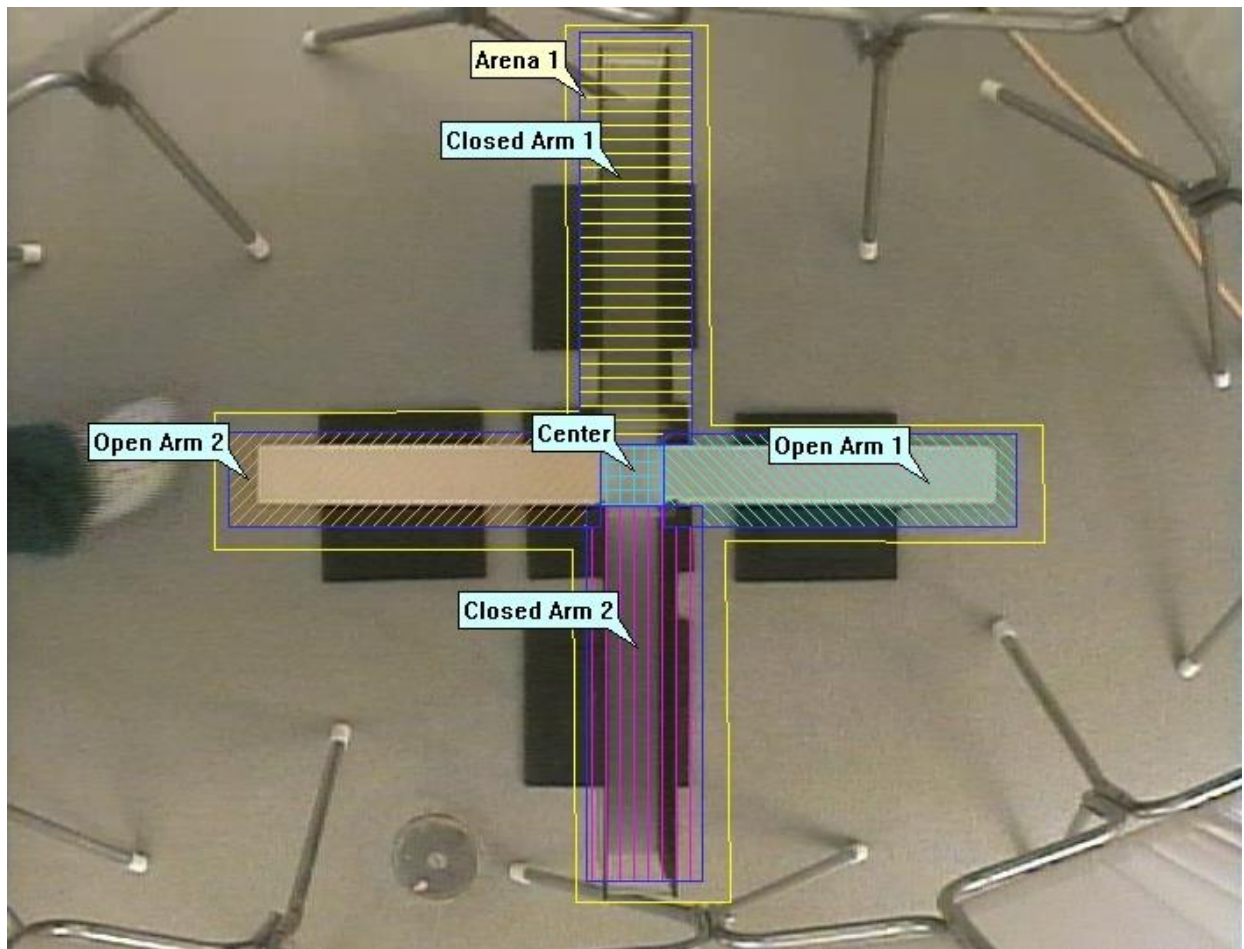 Arena 1
Closed Arm 1
Center
Open Arm 2
Open Arm 1
Closed Arm 2